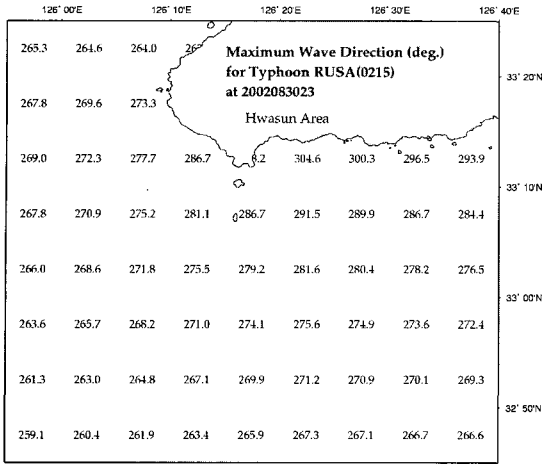 126° 00'E 126° 10'E 126° 20'E 126° 30'E 126° 40'E
265.3 264.6 264.0
Maximum Wave Direction (deg.)
for Typhoon RUSA(0215)
at 2002083023
33° 20'N
267.8 269.6 273.3
Hwasun Area
269.0 272.3 277.7 286.7 8.2 304.6 300.3 296.5 293.9
33° 10'N
267.8 270.9 275.2 281.1 286.7 291.5 289.9 286.7 284.4
266.0 268.6 271.8 275.5 279.2 281.6 280.4 278.2 276.5
33° 00'N
263.6 265.7 268.2 271.0 274.1 275.6 274.9 273.6 272.4
261.3 263.0 264.8 267.1 269.9 271.2 270.9 270.1 269.3
32° 50'N
259.1 260.4 261.9 263.4 265.9 267.3 267.1 266.7 266.6